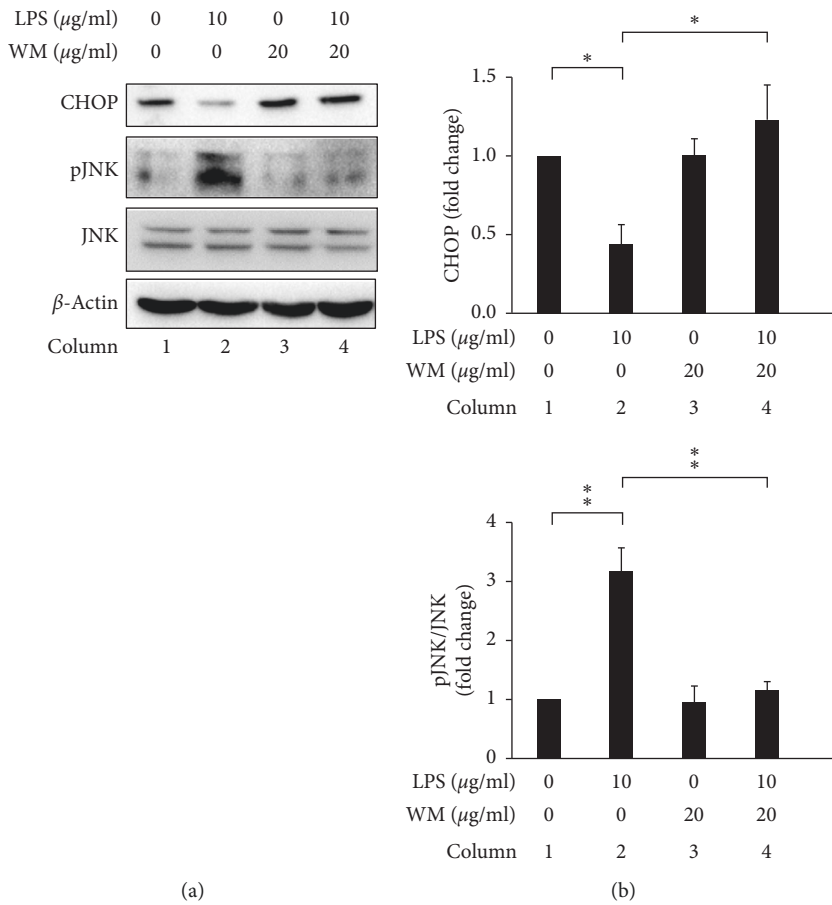 LPS (μg/ml) 0 10 0 10
WM (μg/ml) 0 0 20 20
CHOP
pJNK
JNK
β-Actin
Column 1 2 3 4
(a)
* *
CHOP (fold change)
1.5
1.0
0.5
0.0
LPS (μg/ml) 0 10 0 10
WM (μg/ml) 0 0 20 20
Column 1 2 3 4
** **
pJNK/JNK
(fold change)
4
3
2
1
0
LPS (μg/ml) 0 10 0 10
WM (μg/ml) 0 0 20 20
Column 1 2 3 4
(b)